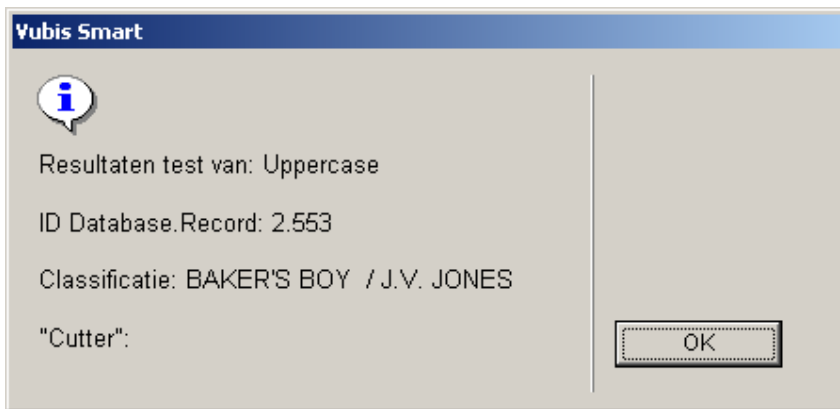 Vubis Smart
Resultaten test van: Uppercase
ID Database.Record: 2.553
Classificatie: BAKER'S BOY  / J.V. JONES
"Cutter":
OK